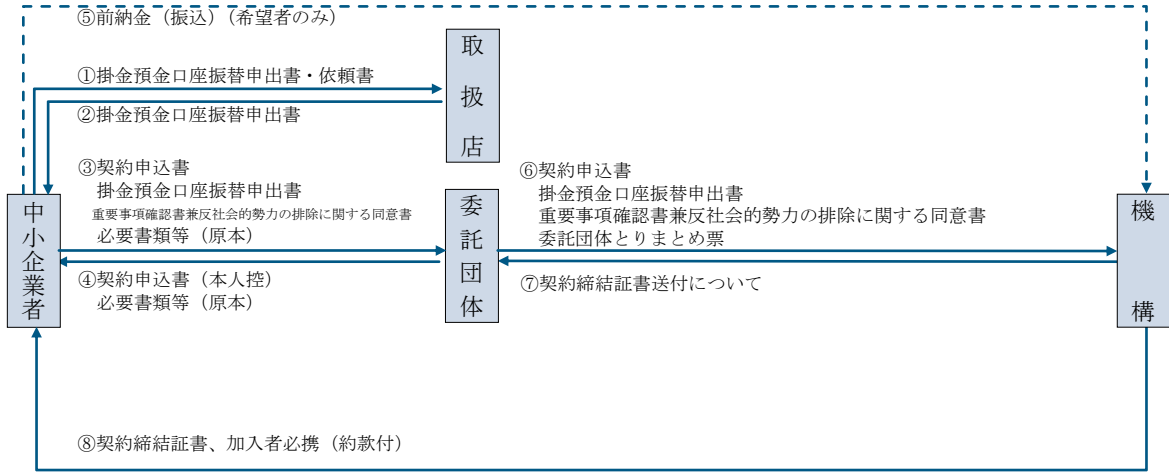 ⑤前納金（振込）（希望者のみ）
取扱店
①掛金預金口座振替申出書・依頼書
②掛金預金口座振替申出書
③契約申込書
掛金預金口座振替申出書
重要事項確認書兼反社会的勢力の排除に関する同意書
必要書類等（原本）
中小企業者
委託団体
④契約申込書（本人控）
必要書類等（原本）
⑥契約申込書
掛金預金口座振替申出書
重要事項確認書兼反社会的勢力の排除に関する同意書
委託団体とりまとめ票
⑦契約締結証書送付について
機構
⑧契約締結証書、加入者必携（約款付）